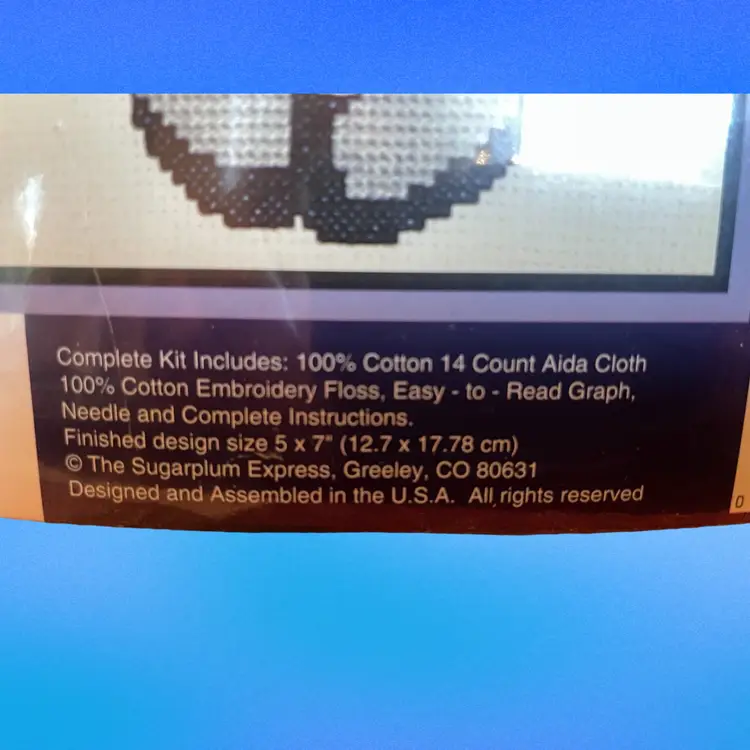 Complete Kit Includes: 100% Cotton 14 Count Aida Cloth
100% Cotton Embroidery Floss, Easy - to - Read Graph,
Needle and Complete Instructions.
Finished design size 5 x 7" (12.7 x 17.78 cm)
© The Sugarplum Express, Greeley, CO 80631
Designed and Assembled in the U.S.A. All rights reserved
0